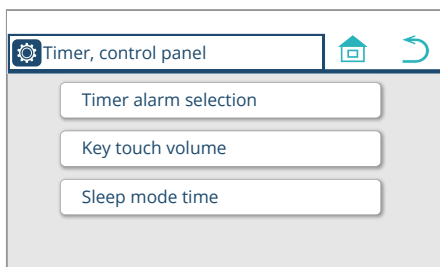 Timer, control panel
Timer alarm selection
Key touch volume
Sleep mode time